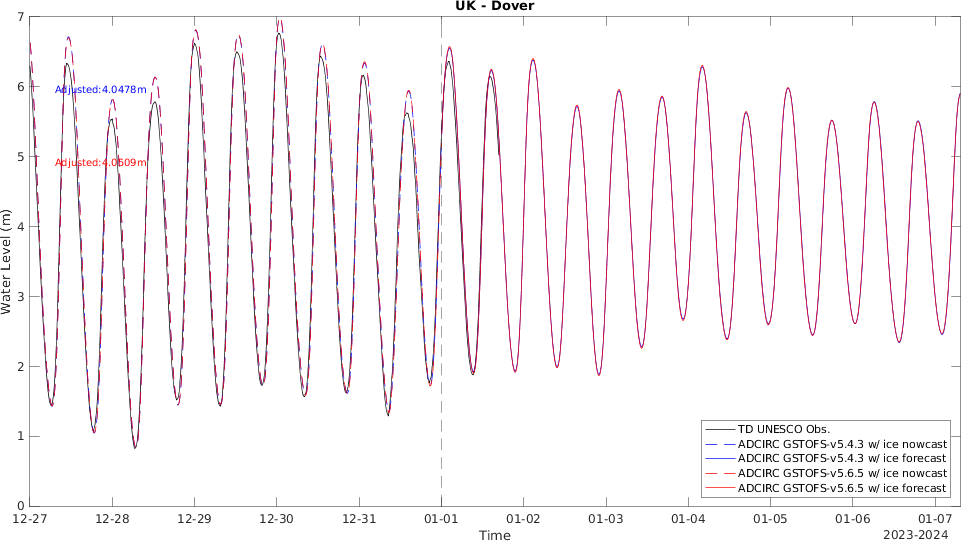 UK - Dover
7
6
5
4
3
2
1
0
Adjusted:4.0478m
Adjusted:4.0509m
Water Level (m)
TD UNESCO Obs.
ADCIRC GSTOFS-v5.4.3 w/ ice nowcast
ADCIRC GSTOFS-v5.4.3 w/ ice forecast
ADCIRC GSTOFS-v5.6.5 w/ ice nowcast
ADCIRC GSTOFS-v5.6.5 w/ ice forecast
12-27 12-28 12-29 12-30 12-31 01-01 01-02 01-03 01-04 01-05 01-06 01-07
Time
2023-2024